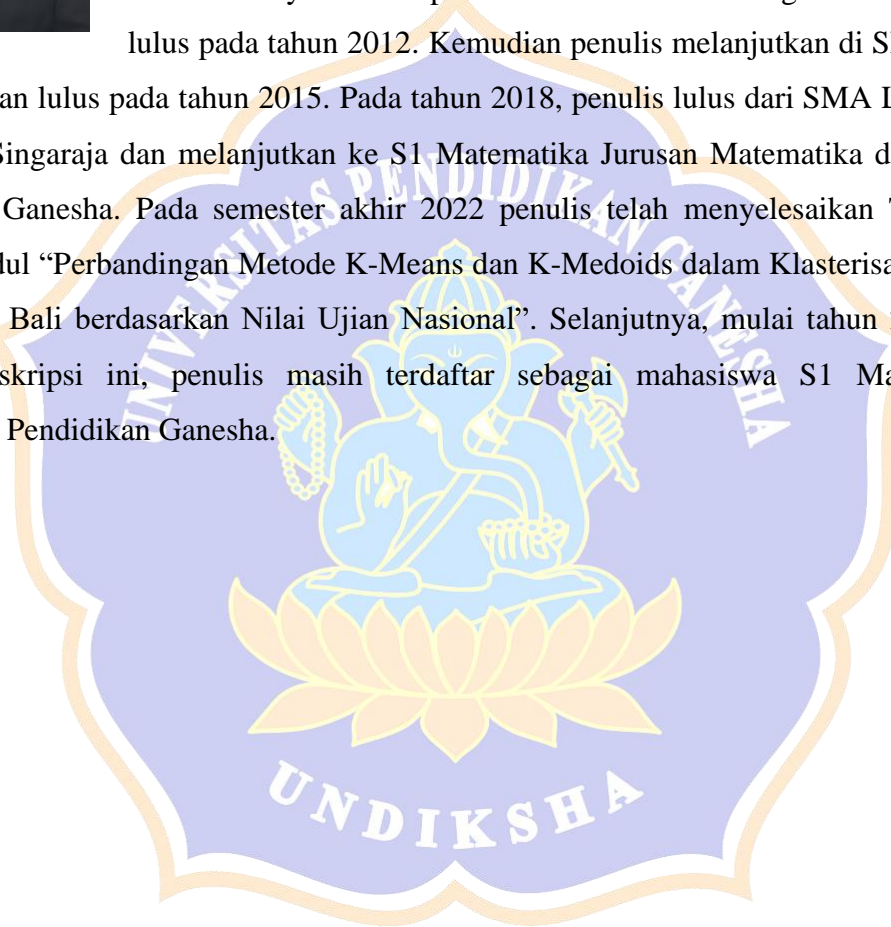 lulus pada tahun 2012. Kemudian penulis melanjutkan di
an lulus pada tahun 2015. Pada tahun 2018, penulis lulus dari SMA
Singaraja dan melanjutkan ke S1 Matematika Jurusan Matematika
Ganesha. Pada semester akhir 2022 penulis telah menyelesaikan
dul “Perbandingan Metode K-Means dan K-Medoids dalam Klasterisa
Bali berdasarkan Nilai Ujian Nasional”. Selanjutnya, mulai tahun
skripsi ini, penulis masih terdaftar sebagai mahasiswa S1 Ma
Pendidikan Ganesha.
UNIVERSITAS PENDIDIKAN GANESHA
UNDIKSHA